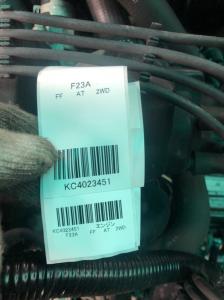 F23A
FF AT 2WD
KC4023451
KC4023451 エンジン
F23A FF AT 2WD